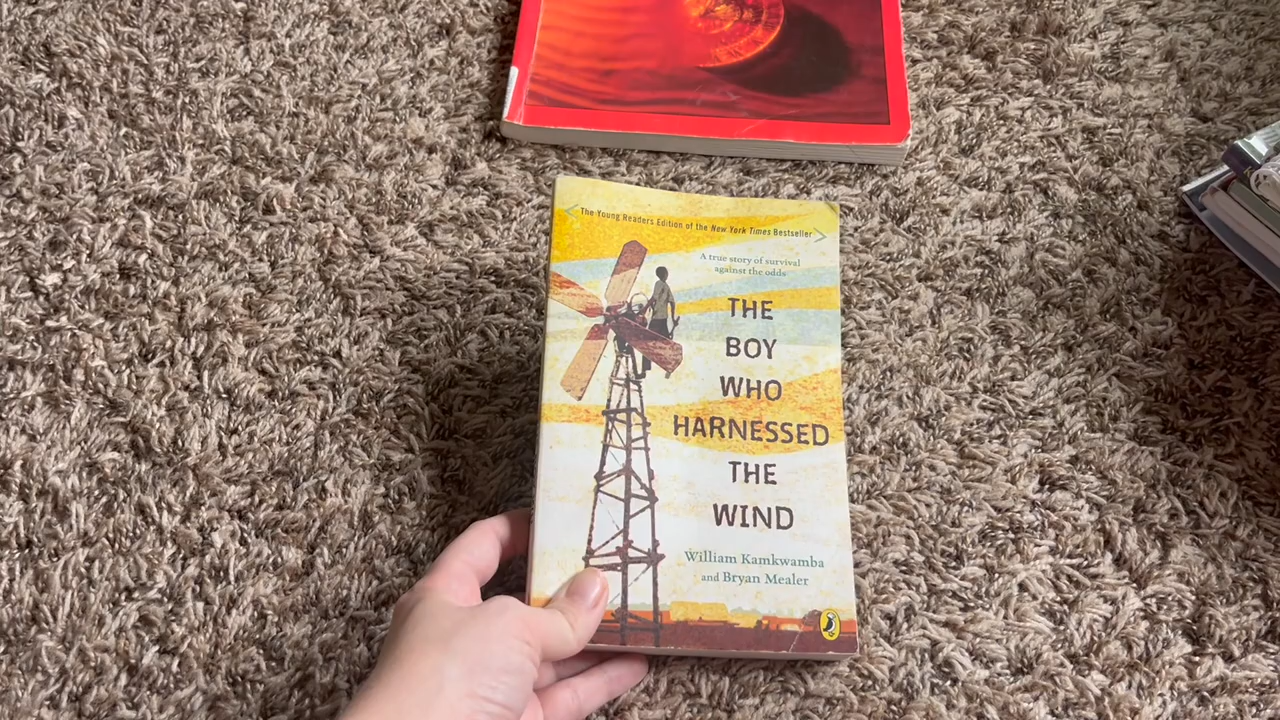 The Young Readers Edition of the New York Times Bestseller
A true story of survival
against the odds
THE
BOY
WHO
HARNESSED
THE
WIND
William Kamkwamba
and Bryan Mealer